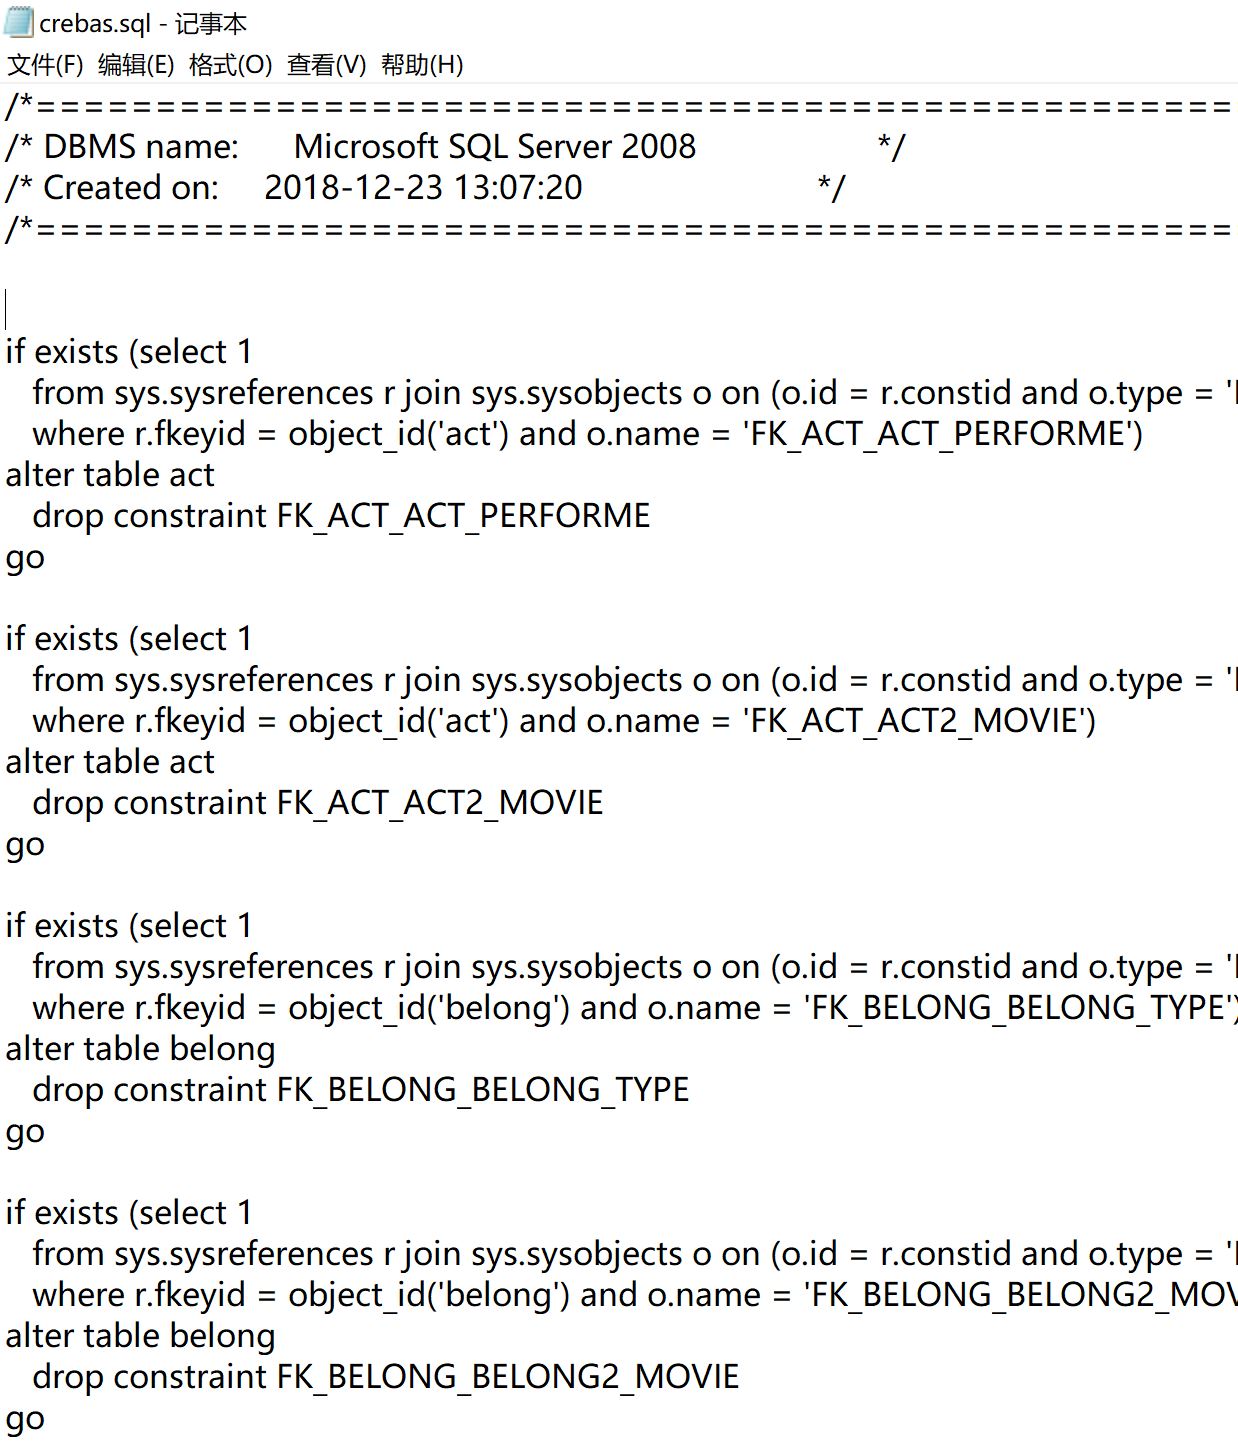 crebas.sql - 记事本
文件(F) 编辑(E) 格式(O) 查看(V) 帮助(H)
/*==================================================
/* DBMS name:      Microsoft SQL Server 2008                    */
/* Created on:     2018-12-23 13:07:20                          */
/*==================================================
if exists (select 1
   from sys.sysreferences r join sys.sysobjects o on (o.id = r.constid and o.type = '
   where r.fkeyid = object_id('act') and o.name = 'FK_ACT_ACT_PERFORME')
alter table act
   drop constraint FK_ACT_ACT_PERFORME
go
if exists (select 1
   from sys.sysreferences r join sys.sysobjects o on (o.id = r.constid and o.type = '
   where r.fkeyid = object_id('act') and o.name = 'FK_ACT_ACT2_MOVIE')
alter table act
   drop constraint FK_ACT_ACT2_MOVIE
go
if exists (select 1
   from sys.sysreferences r join sys.sysobjects o on (o.id = r.constid and o.type = '
   where r.fkeyid = object_id('belong') and o.name = 'FK_BELONG_BELONG_TYPE')
alter table belong
   drop constraint FK_BELONG_BELONG_TYPE
go
if exists (select 1
   from sys.sysreferences r join sys.sysobjects o on (o.id = r.constid and o.type = '
   where r.fkeyid = object_id('belong') and o.name = 'FK_BELONG_BELONG2_MOV
alter table belong
   drop constraint FK_BELONG_BELONG2_MOVIE
go